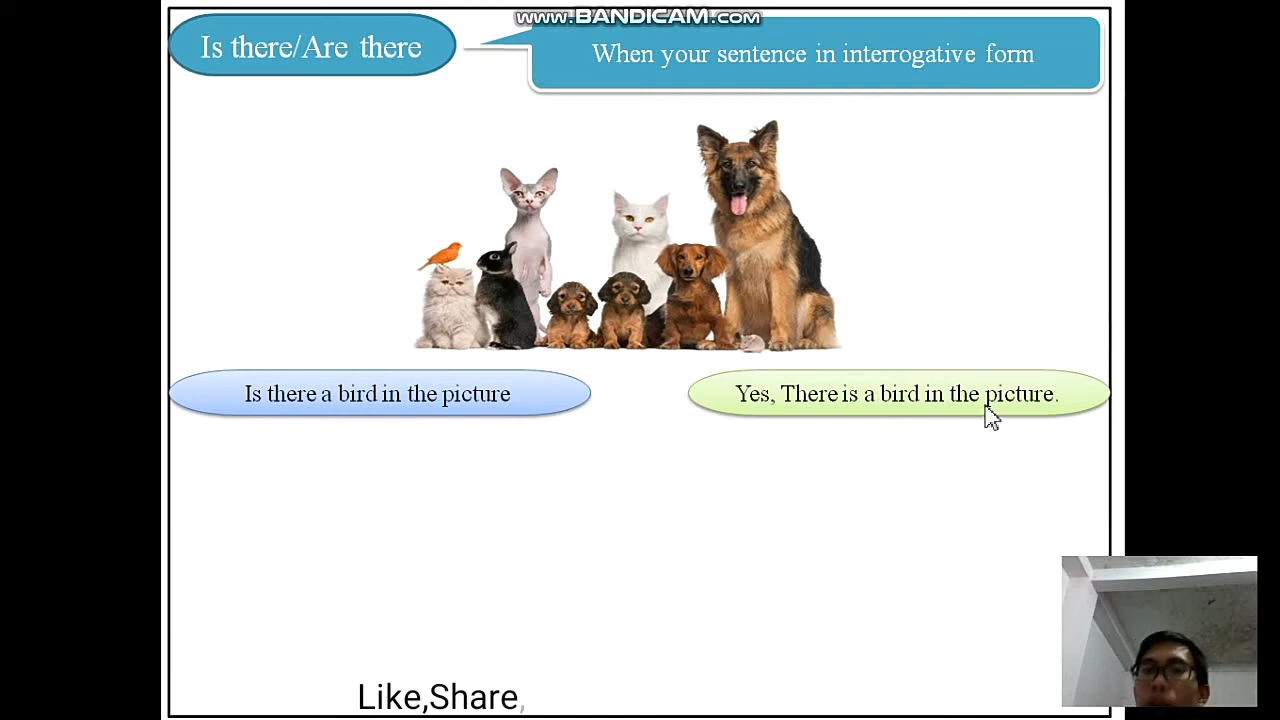 www.BANDICAM.com
Is there/Are there
When your sentence in interrogative form
Is there a bird in the picture
Yes, There is a bird in the picture.
Like,Share,